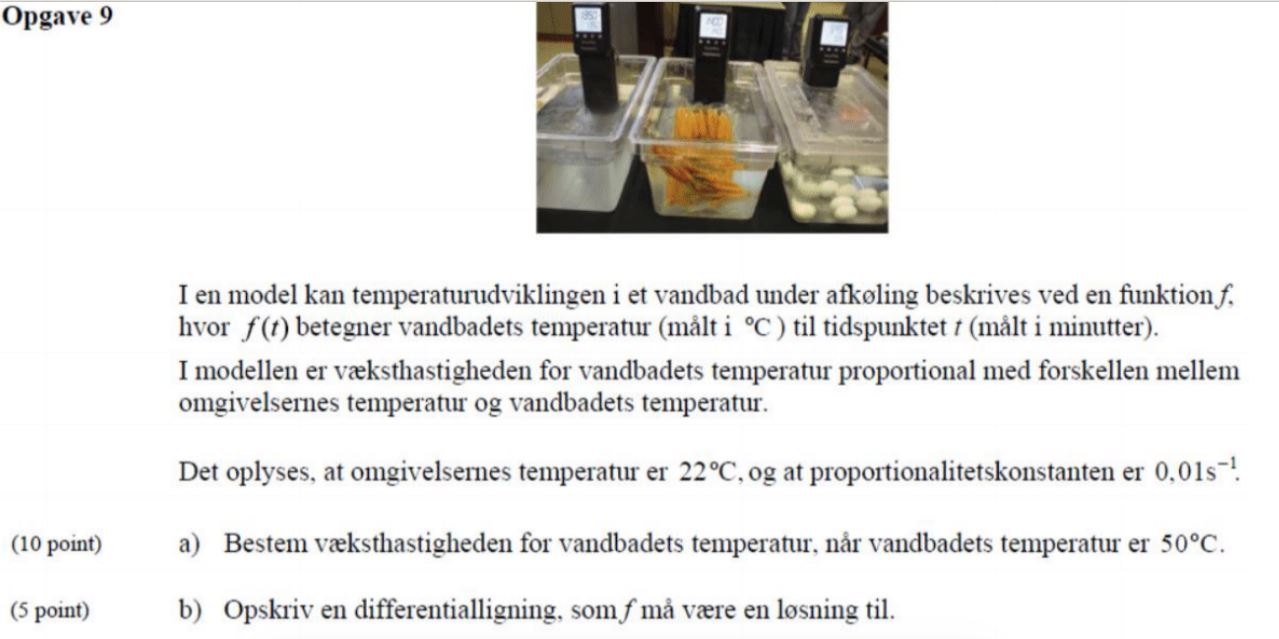 Opgave 9
1400
I en model kan temperaturudviklingen i et vandbad under afkøling beskrives ved en funktion f,
hvor f(t) betegner vandbadets temperatur (målt i °C ) til tidspunktet t (målt i minutter).
I modellen er væksthastigheden for vandbadets temperatur proportional med forskellen mellem
omgivelsernes temperatur og vandbadets temperatur.
Det oplyses, at omgivelsernes temperatur er 22°C, og at proportionalitetskonstanten er 0,01s⁻¹.
(10 point) a) Bestem væksthastigheden for vandbadets temperatur, når vandbadets temperatur er 50°C.
(5 point) b) Opskriv en differentialligning, som f må være en løsning til.